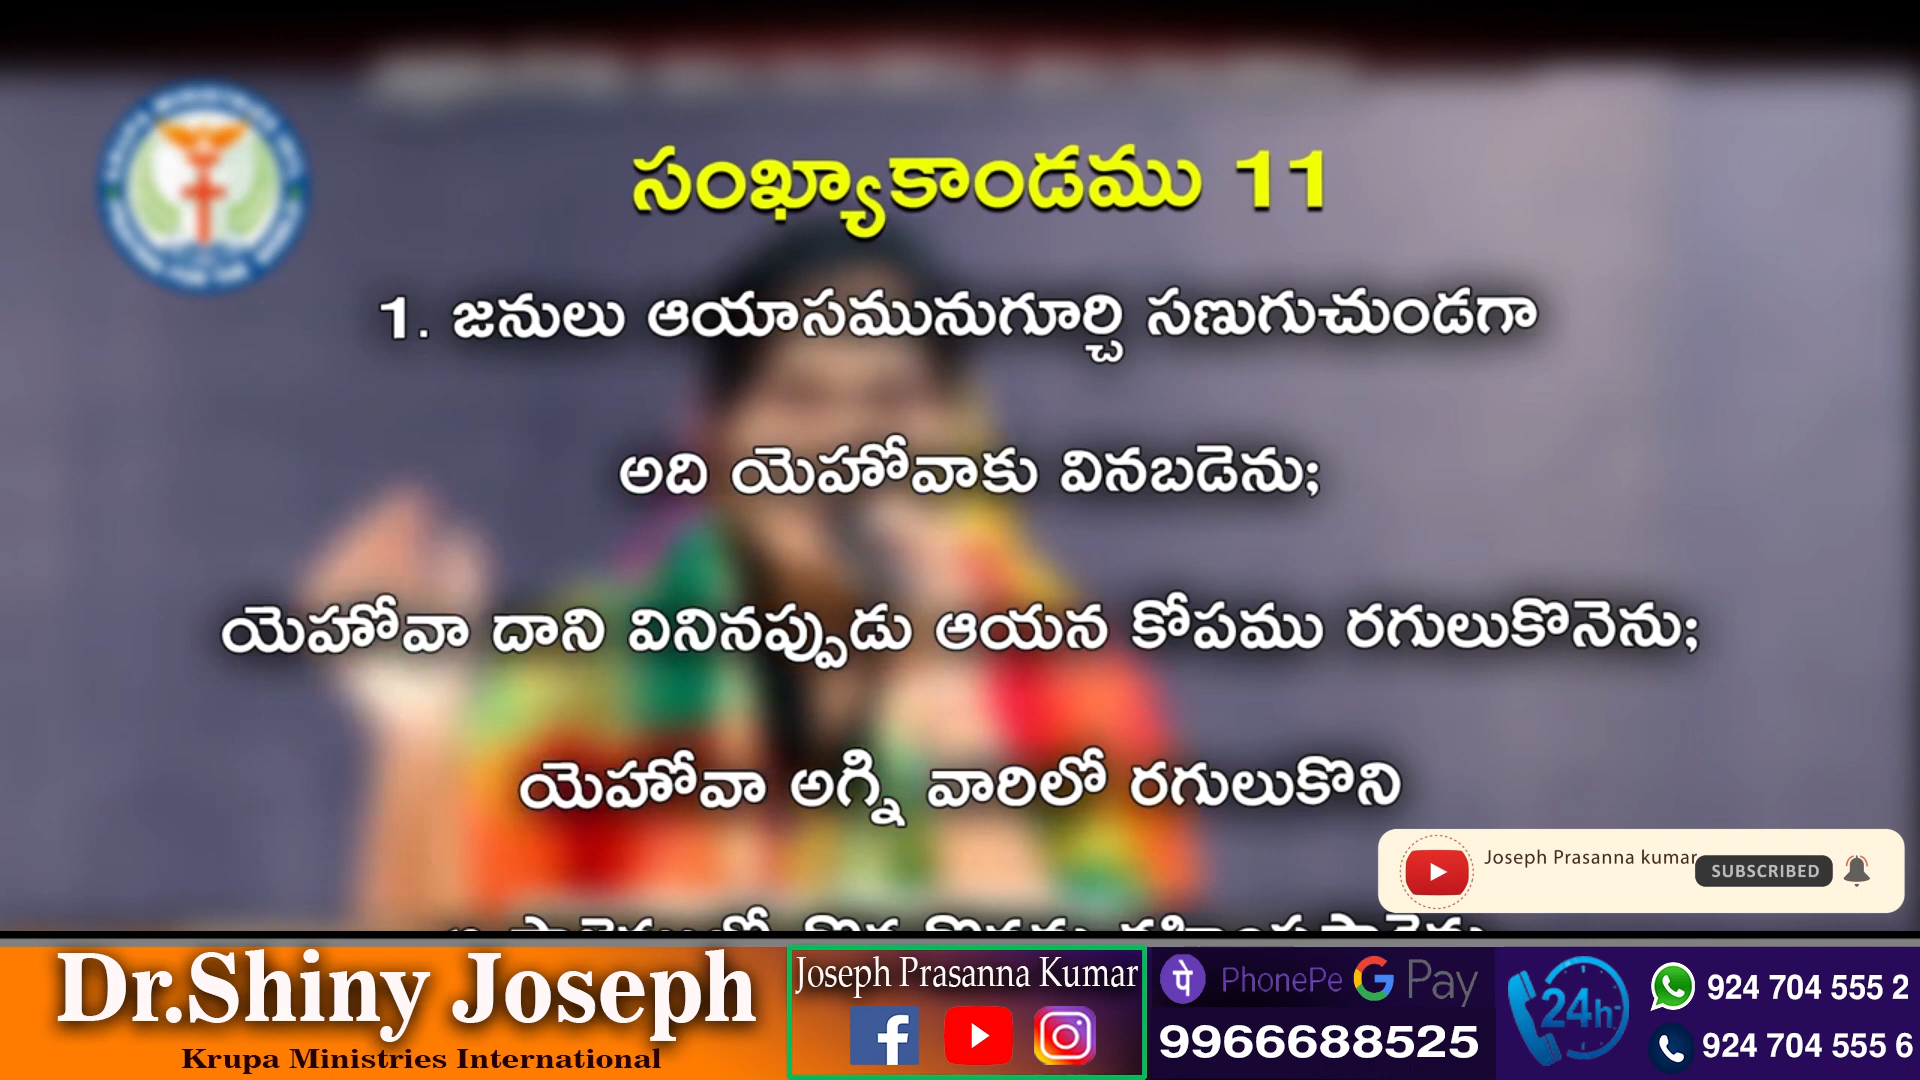 సంఖ్యాకాండము 11
1. జనులు ఆయాసమునుగూర్చి సణుగుచుండగా
అది యెహోవాకు వినబడెను;
యెహోవా దాని వినినప్పుడు ఆయన కోపము రగులుకొనెను;
యెహోవా అగ్ని వారిలో రగులుకొని
Joseph Prasanna kumar
SUBSCRIBED
Dr.Shiny Joseph
Krupa Ministries International
Joseph Prasanna Kumar
PhonePe G Pay
9966688525
24h
924 704 555 2
924 704 555 6